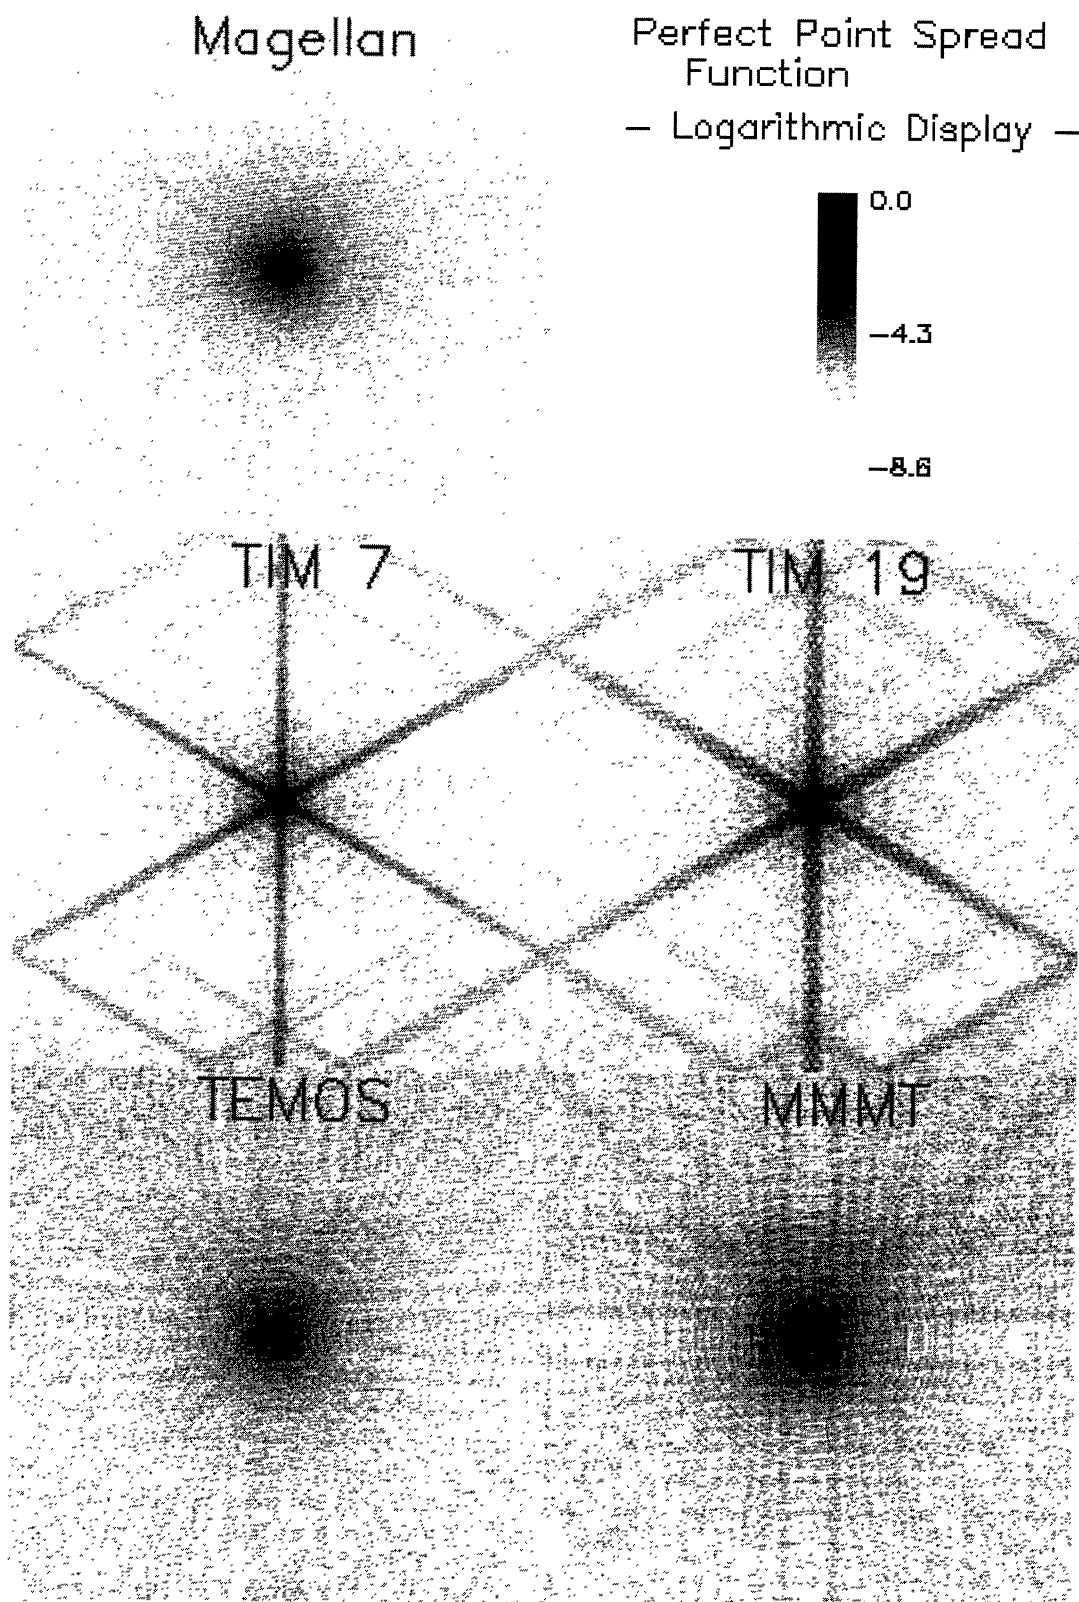 Magellan
Perfect Point Spread
Function
– Logarithmic Display –
0.0
–4.3
–8.6
TIM 7
TIM 19
TEMOS
MMMT